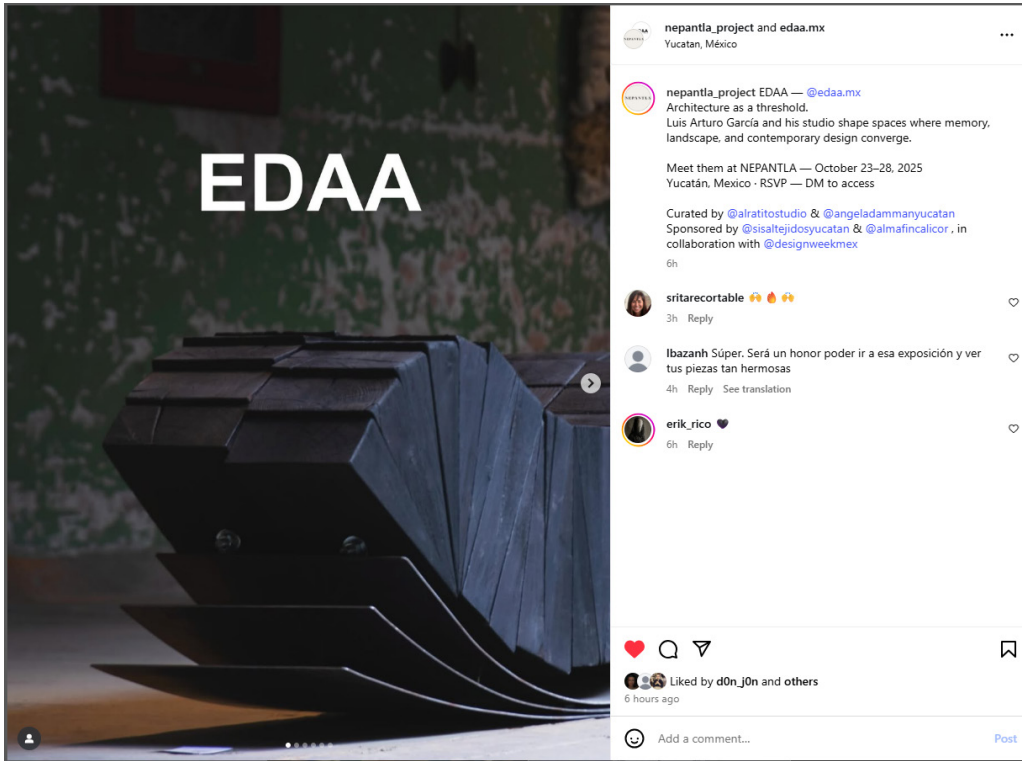 EDAA
nepantla_project and edaa.mx
Yucatan, México
nepantla_project EDAA — @edaa.mx
Architecture as a threshold.
Luis Arturo García and his studio shape spaces where memory,
landscape, and contemporary design converge.
Meet them at NEPANTLA — October 23–28, 2025
Yucatán, Mexico · RSVP — DM to access
Curated by @alratitostudio & @angeladammanyucatan
Sponsored by @sisaltejidosyucatan & @almafincalicor , in
collaboration with @designweekmex
6h
sritarecortable 🙌 🔥 🙌
3h Reply
lbazanh Súper. Será un honor poder ir a esa exposición y ver
tus piezas tan hermosas
4h Reply See translation
erik_rico 🖤
6h Reply
Liked by d0n_j0n and others
6 hours ago
Add a comment...
Post